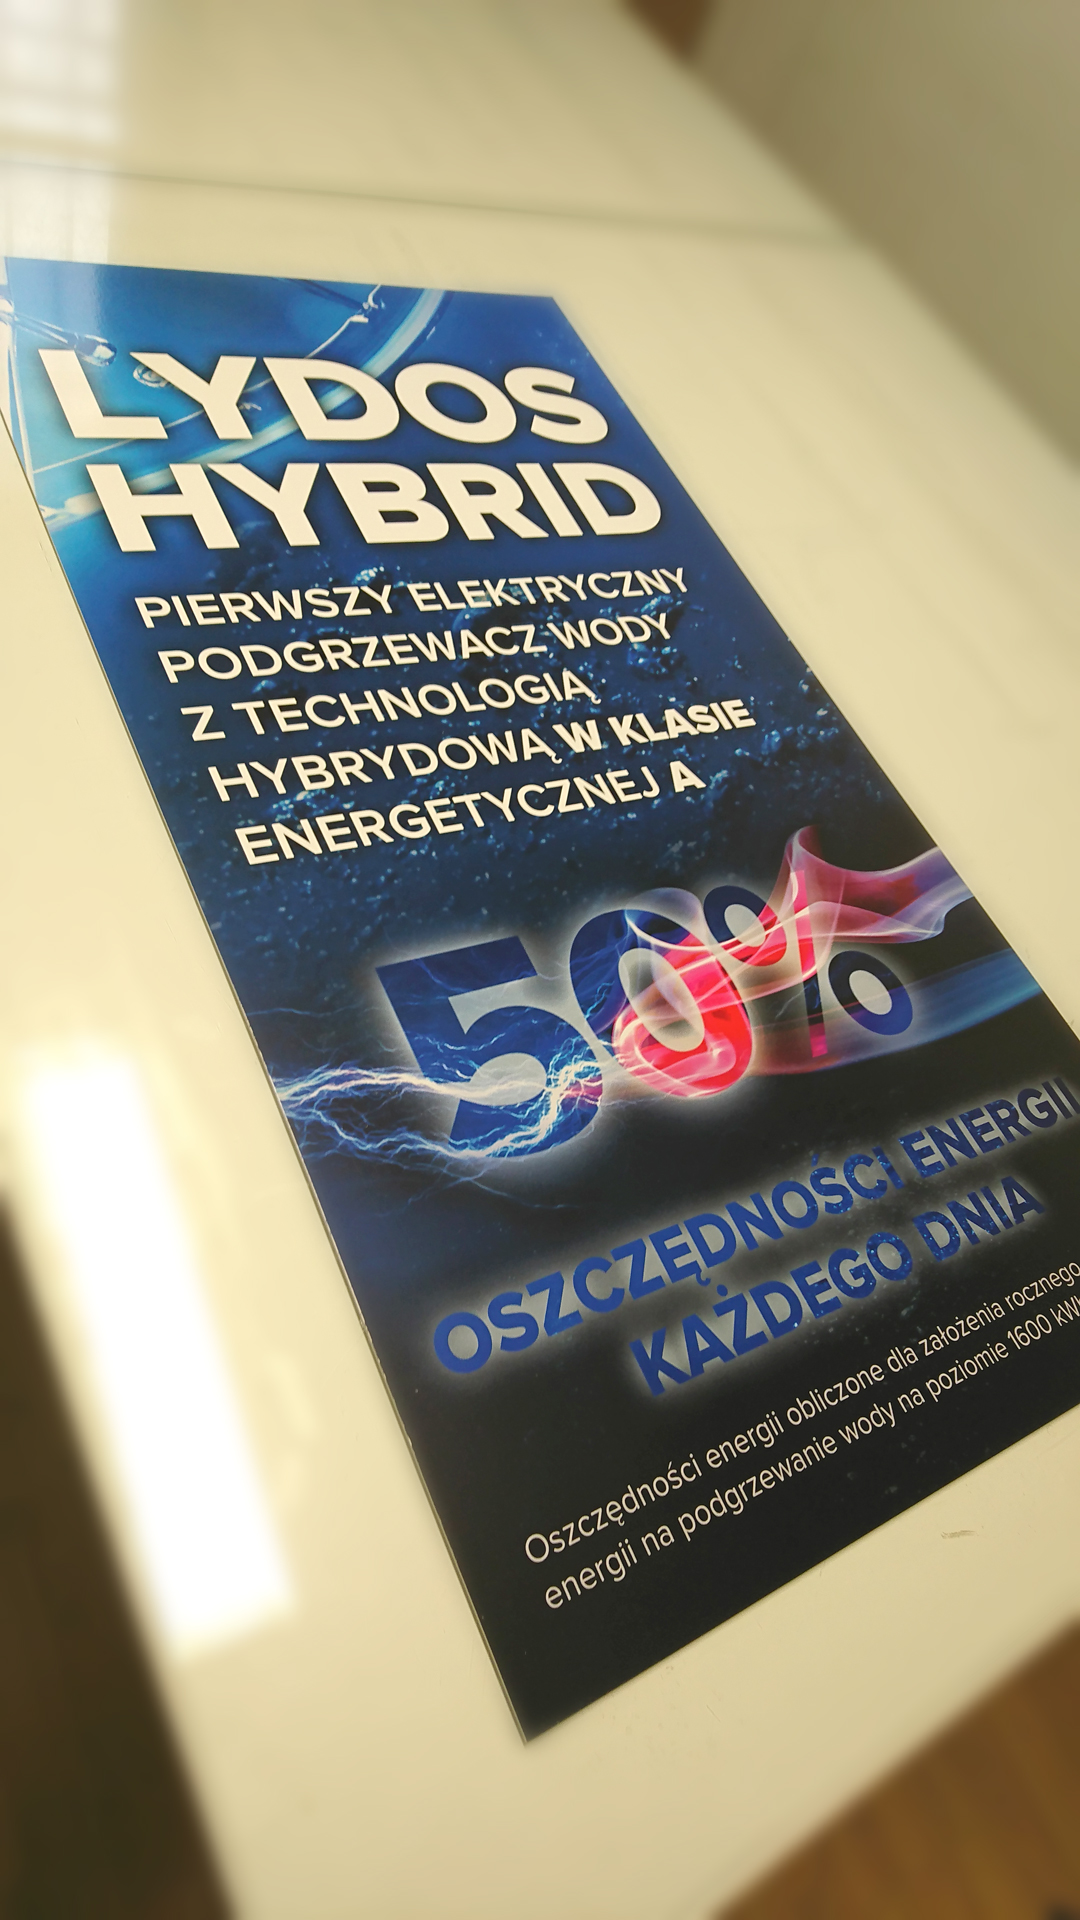 LYDOS
HYBRID
PIERWSZY ELEKTRYCZNY
PODGRZEWACZ WODY
Z TECHNOLOGIĄ
HYBRYDOWĄ W KLASIE
ENERGETYCZNEJ A
50%
OSZCZĘDNOŚCI ENERGII
KAŻDEGO DNIA
Oszczędności energii obliczone dla założenia rocznego
energii na podgrzewanie wody na poziomie 1600 kWh